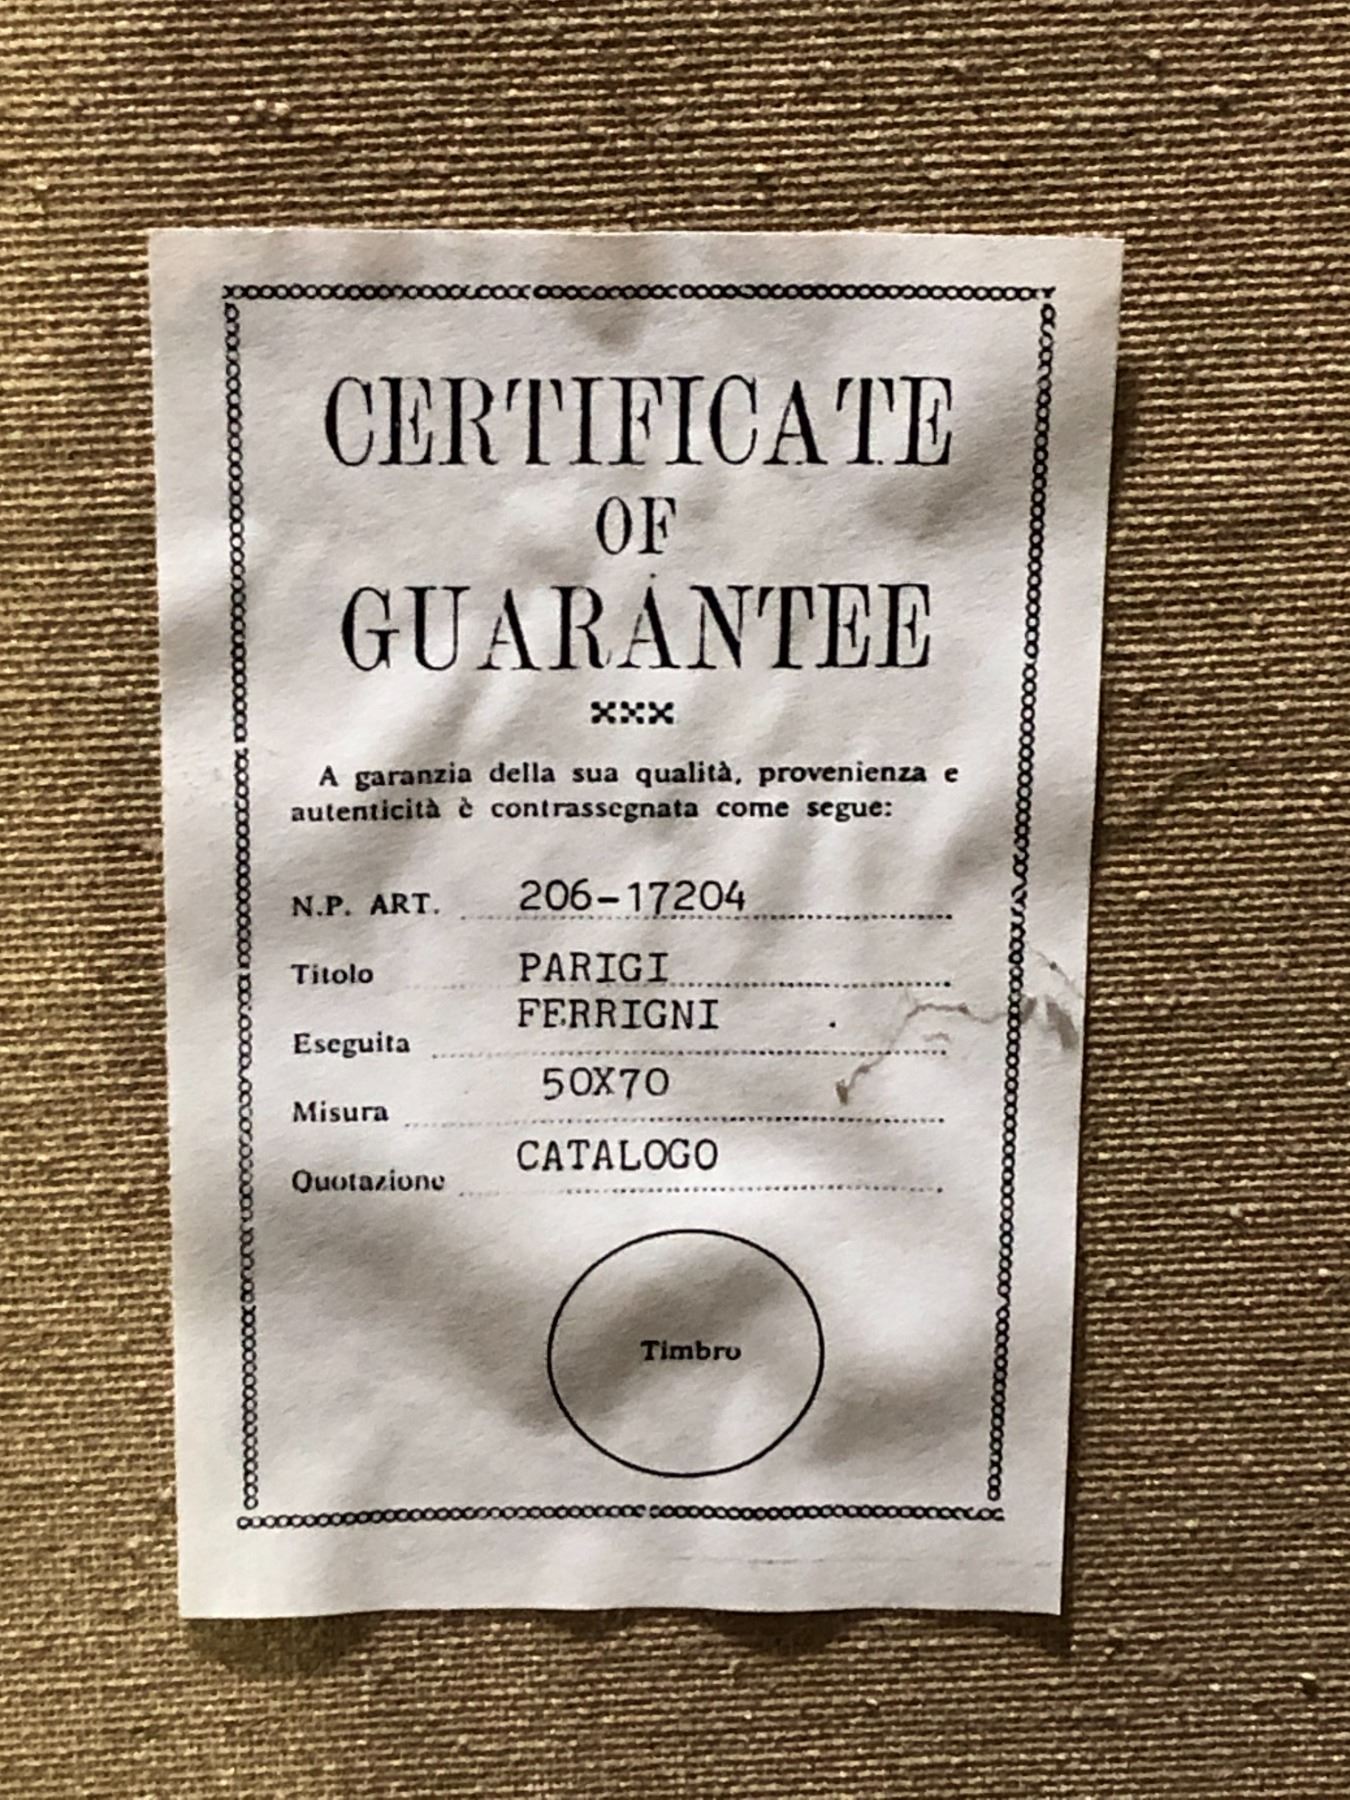 CERTIFICATE
OF
GUARANTEE
A garanzia della sua qualità, provenienza e
autenticità è contrassegnata come segue:
N.P. ART. 206-17204
Titolo PARIGI
Eseguita FERRIGNI
Misura 50X70
Quotazione CATALOGO
Timbro